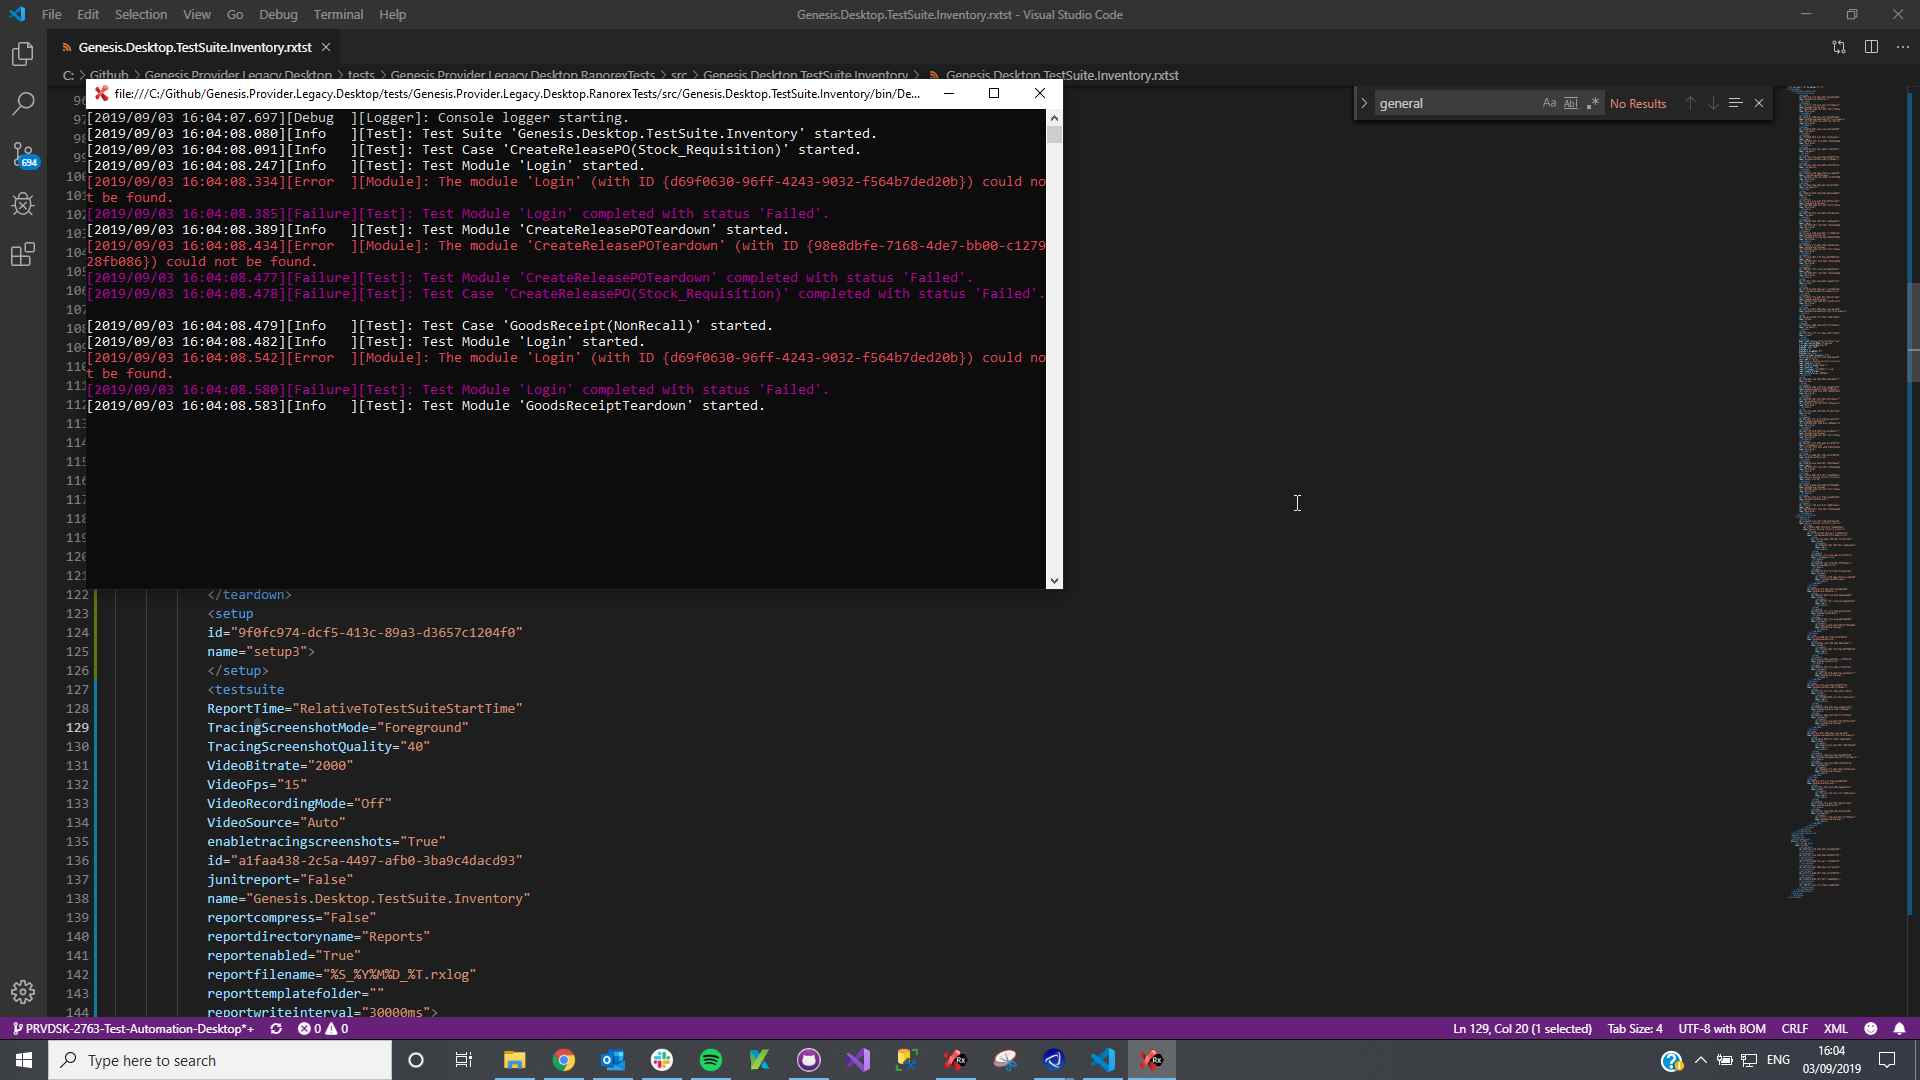 File Edit Selection View Go Debug Terminal Help
Genesis.Desktop.TestSuite.Inventory.rxtst - Visual Studio Code
Genesis.Desktop.TestSuite.Inventory.rxtst
C: > Github > Genesis.Provider.Legacy.Desktop > tests > Genesis.Provider.Legacy.Desktop.RanorexTests > src > Genesis.Desktop.TestSuite.Inventory > Genesis.Desktop.TestSuite.Inventory.rxtst
file:///C:/Github/Genesis.Provider.Legacy.Desktop/tests/Genesis.Provider.Legacy.Desktop.RanorexTests/src/Genesis.Desktop.TestSuite.Inventory/bin/De...
general
Aa Abl .* No Results
[2019/09/03 16:04:07.697][Debug  ][Logger]: Console logger starting.
[2019/09/03 16:04:08.080][Info   ][Test]: Test Suite 'Genesis.Desktop.TestSuite.Inventory' started.
[2019/09/03 16:04:08.091][Info   ][Test]: Test Case 'CreateReleasePO(Stock_Requisition)' started.
[2019/09/03 16:04:08.247][Info   ][Test]: Test Module 'Login' started.
[2019/09/03 16:04:08.334][Error  ][Module]: The module 'Login' (with ID {d69f0630-96ff-4243-9032-f564b7ded20b}) could no
t be found.
[2019/09/03 16:04:08.385][Failure][Test]: Test Module 'Login' completed with status 'Failed'.
[2019/09/03 16:04:08.389][Info   ][Test]: Test Module 'CreateReleasePOTeardown' started.
[2019/09/03 16:04:08.434][Error  ][Module]: The module 'CreateReleasePOTeardown' (with ID {98e8dbfe-7168-4de7-bb00-c1279
28fb086}) could not be found.
[2019/09/03 16:04:08.477][Failure][Test]: Test Module 'CreateReleasePOTeardown' completed with status 'Failed'.
[2019/09/03 16:04:08.478][Failure][Test]: Test Case 'CreateReleasePO(Stock_Requisition)' completed with status 'Failed'.
[2019/09/03 16:04:08.479][Info   ][Test]: Test Case 'GoodsReceipt(NonRecall)' started.
[2019/09/03 16:04:08.482][Info   ][Test]: Test Module 'Login' started.
[2019/09/03 16:04:08.542][Error  ][Module]: The module 'Login' (with ID {d69f0630-96ff-4243-9032-f564b7ded20b}) could no
t be found.
[2019/09/03 16:04:08.580][Failure][Test]: Test Module 'Login' completed with status 'Failed'.
[2019/09/03 16:04:08.583][Info   ][Test]: Test Module 'GoodsReceiptTeardown' started.
694
122 </teardown>
123 <setup
124 id="9f0fc974-dcf5-413c-89a3-d3657c1204f0"
125 name="setup3">
126 </setup>
127 <testsuite
128 ReportTime="RelativeToTestSuiteStartTime"
129 TracingScreenshotMode="Foreground"
130 TracingScreenshotQuality="40"
131 VideoBitrate="2000"
132 VideoFps="15"
133 VideoRecordingMode="Off"
134 VideoSource="Auto"
135 enabletracingscreenshots="True"
136 id="a1faa438-2c5a-4497-afb0-3ba9c4dacd93"
137 junitreport="False"
138 name="Genesis.Desktop.TestSuite.Inventory"
139 reportcompress="False"
140 reportdirectoryname="Reports"
141 reportenabled="True"
142 reportfilename="%S_%Y%M%D_%T.rxlog"
143 reporttemplatefolder=""
144 reportwriteinterval="30000ms">
PRVDSK-2763-Test-Automation-Desktop*+ 0 0
Ln 129, Col 20 (1 selected) Tab Size: 4 UTF-8 with BOM CRLF XML
Type here to search
ENG
16:04
03/09/2019